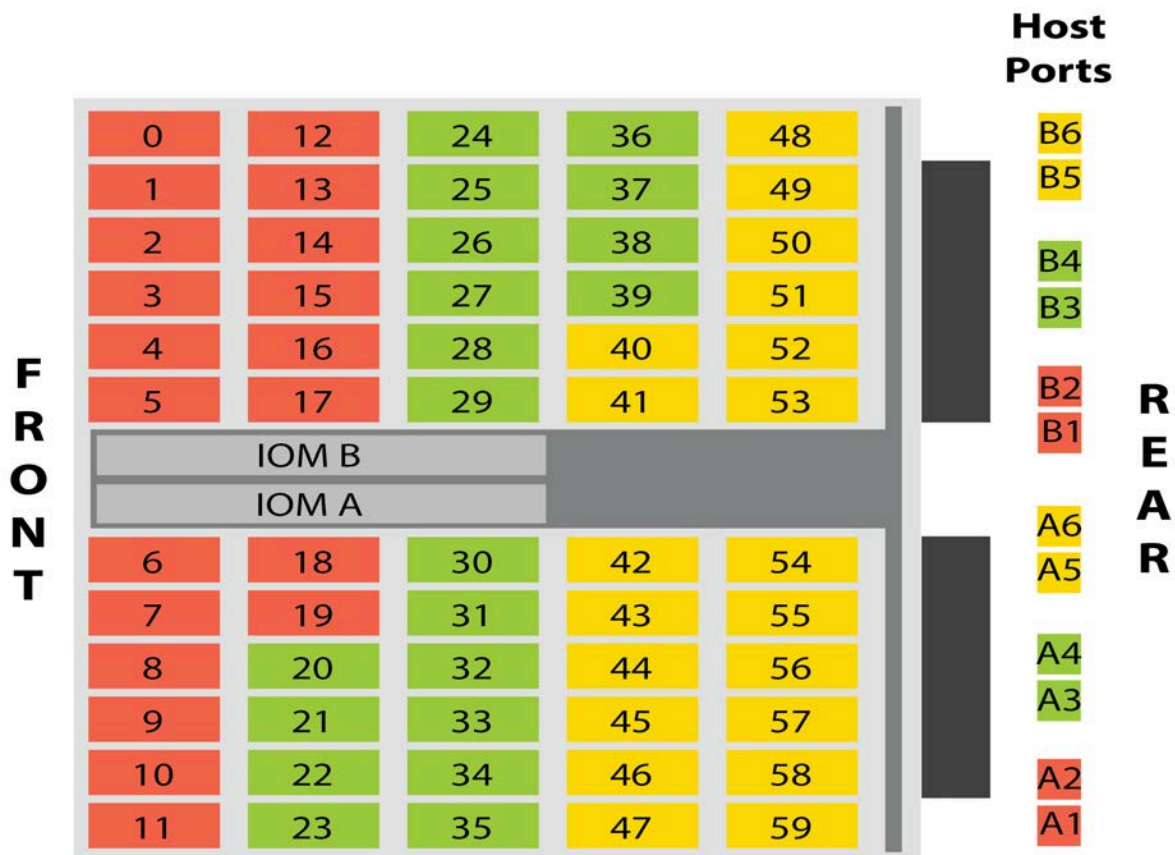 Host
Ports
0 12 24 36 48 B6
1 13 25 37 49 B5
2 14 26 38 50 B4
3 15 27 39 51 B3
4 16 28 40 52 B2
5 17 29 41 53 B1
FRONT
IOM B
IOM A
REAR
6 18 30 42 54 A6
7 19 31 43 55 A5
8 20 32 44 56 A4
9 21 33 45 57 A3
10 22 34 46 58 A2
11 23 35 47 59 A1